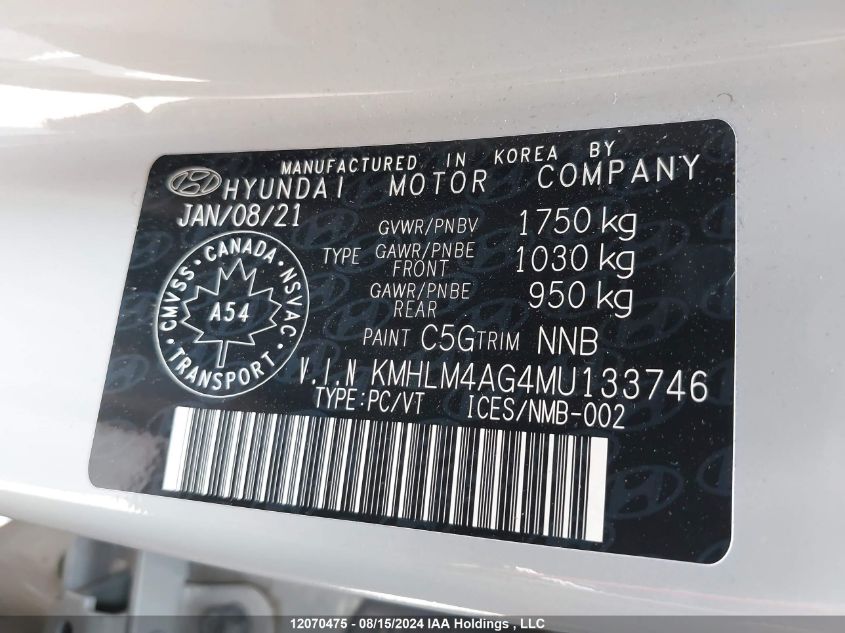 MANUFACTURED IN KOREA BY
HYUNDAI MOTOR COMPANY
JAN/08/21
GVWR/PNBV 1750 kg
TYPE GAWR/PNBE FRONT 1030 kg
GAWR/PNBE REAR 950 kg
PAINT C5G TRIM NNB
CANADA
CMVSS · NSVAC
A54
TRANSPORT
V.I.N KMHLM4AG4MU133746
TYPE:PC/VT ICES/NMB-002
12070475 - 08/15/2024 IAA Holdings , LLC